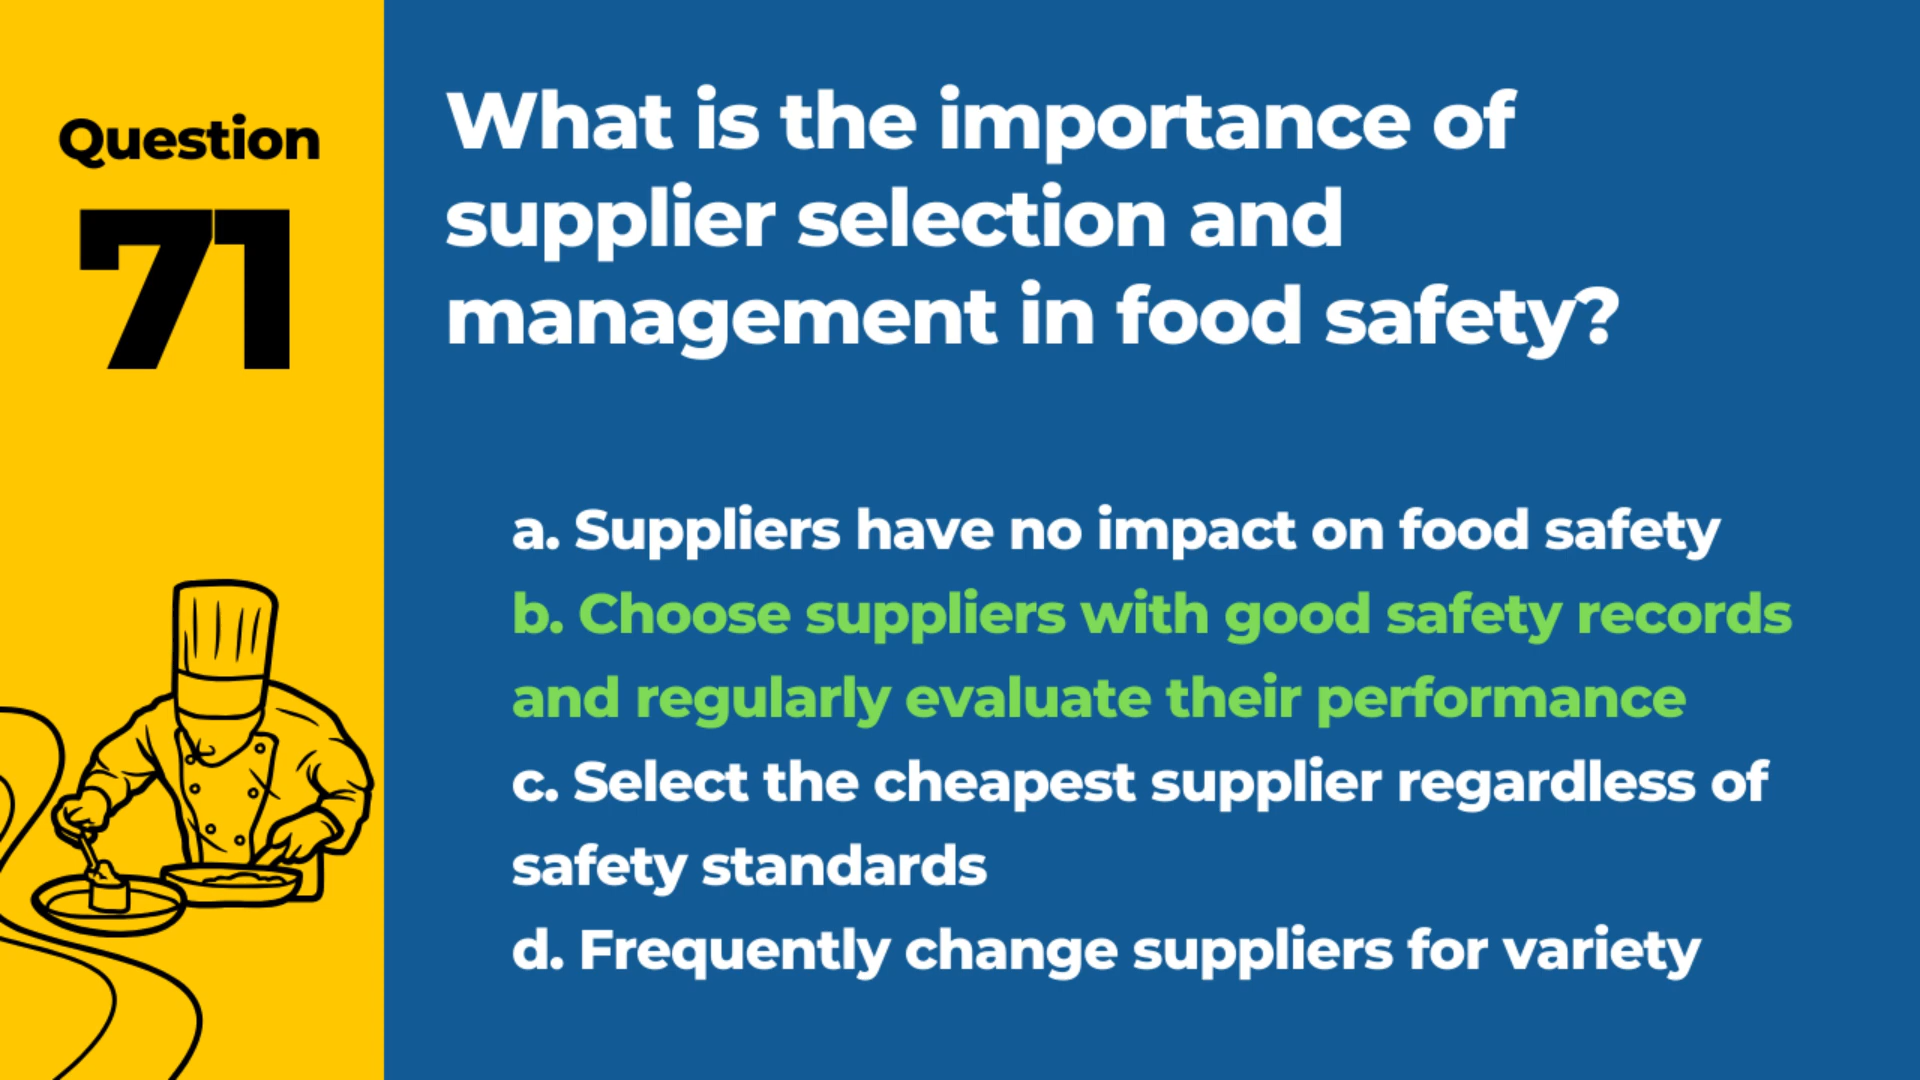 Question
71
What is the importance of
supplier selection and
management in food safety?
a. Suppliers have no impact on food safety
b. Choose suppliers with good safety records
and regularly evaluate their performance
c. Select the cheapest supplier regardless of
safety standards
d. Frequently change suppliers for variety